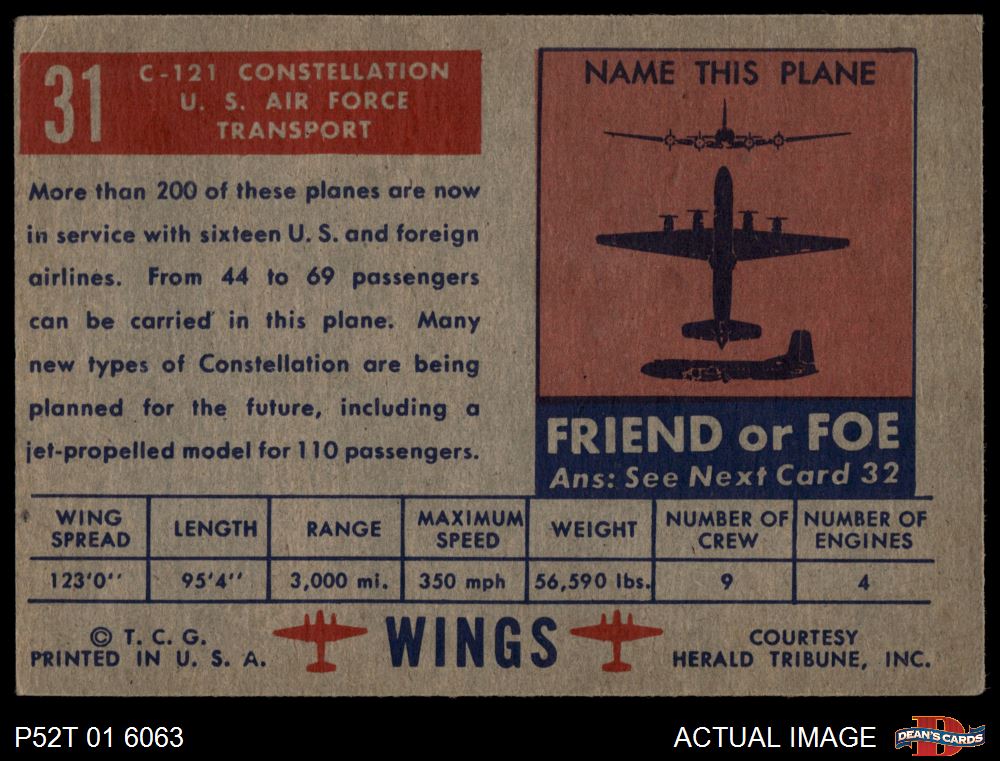 31
C-121 CONSTELLATION
U. S. AIR FORCE
TRANSPORT
More than 200 of these planes are now
in service with sixteen U. S. and foreign
airlines. From 44 to 69 passengers
can be carried in this plane. Many
new types of Constellation are being
planned for the future, including a
jet-propelled model for 110 passengers.
NAME THIS PLANE
FRIEND or FOE
Ans: See Next Card 32
WING SPREAD LENGTH RANGE MAXIMUM SPEED WEIGHT NUMBER OF CREW NUMBER OF ENGINES
123'0'' 95'4'' 3,000 mi. 350 mph 56,590 lbs. 9 4
© T. C. G.
PRINTED IN U. S. A.
WINGS
COURTESY
HERALD TRIBUNE, INC.
P52T 01 6063
ACTUAL IMAGE
D
DEAN'S CARDS